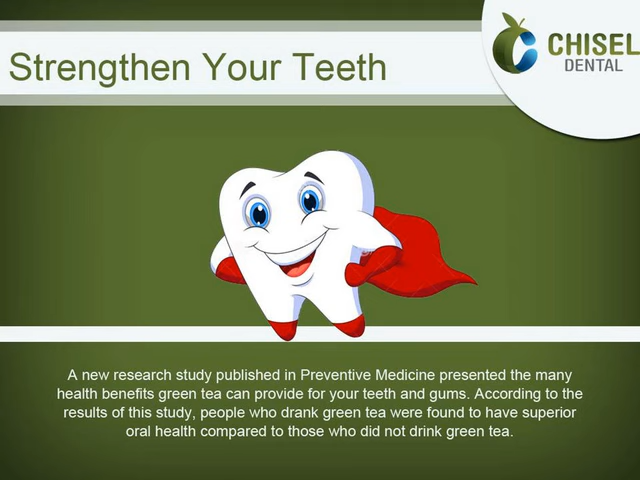 Strengthen Your Teeth
CHISEL
DENTAL
A new research study published in Preventive Medicine presented the many
health benefits green tea can provide for your teeth and gums. According to the
results of this study, people who drank green tea were found to have superior
oral health compared to those who did not drink green tea.